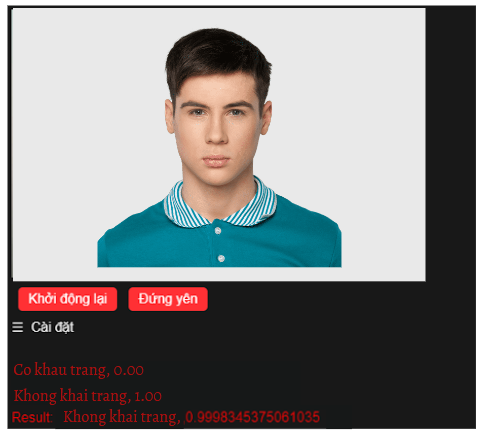 Khởi động lại Đứng yên
☰ Cài đặt
Co khau trang, 0.00
Khong khai trang, 1.00
Result: Khong khai trang, 0.9998345375061035